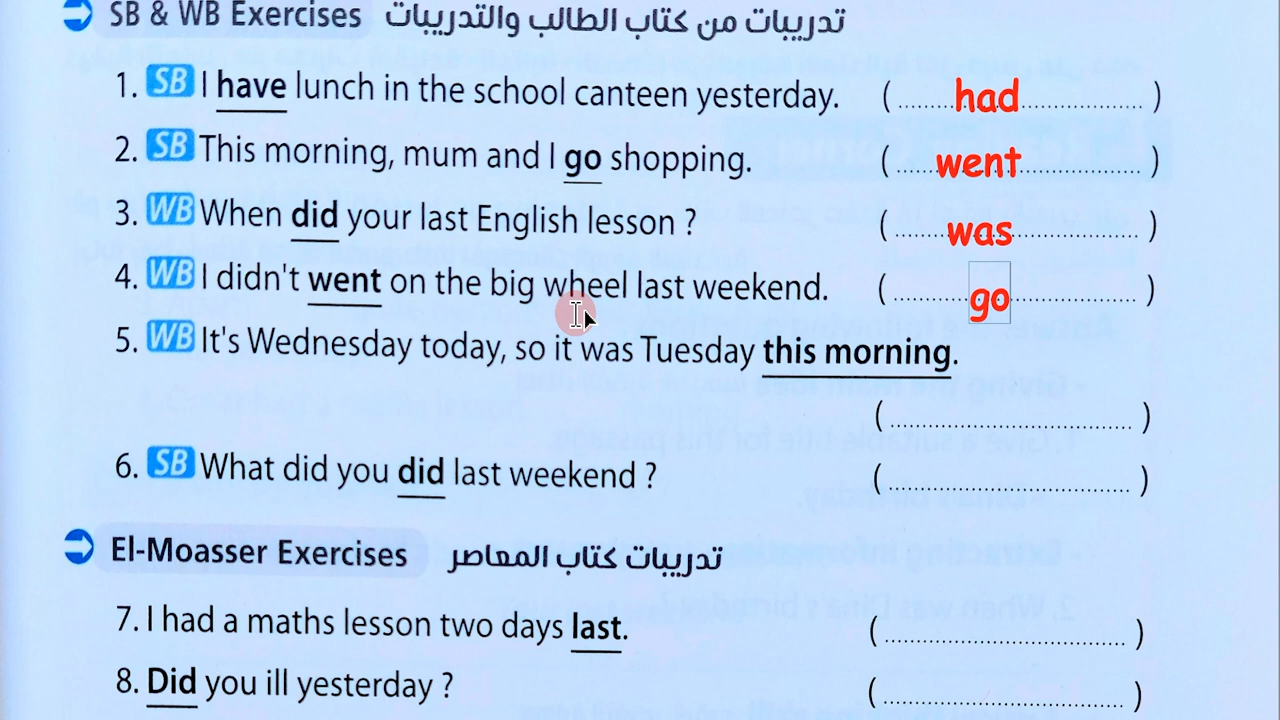 SB & WB Exercises تدريبات من كتاب الطالب والتدريبات
1. SB I have lunch in the school canteen yesterday. (........had........)
2. SB This morning, mum and I go shopping. (........went........)
3. WB When did your last English lesson ? (........was........)
4. WB I didn't went on the big wheel last weekend. (........go........)
5. WB It's Wednesday today, so it was Tuesday this morning.
(................)
6. SB What did you did last weekend ? (................)
El-Moasser Exercises تدريبات كتاب المعاصر
7. I had a maths lesson two days last. (................)
8. Did you ill yesterday ? (................)